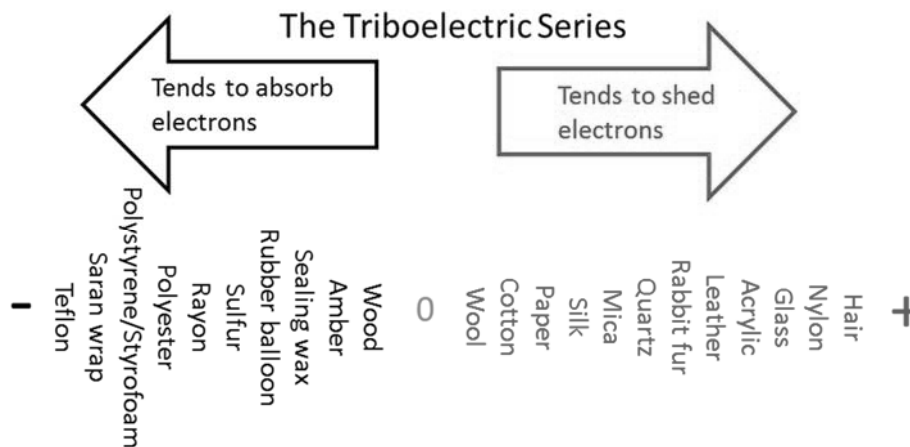 The Triboelectric Series
Tends to absorb
electrons
Tends to shed
electrons
-
Teflon
Saran wrap
Polystyrene/Styrofoam
Polyester
Rayon
Sulfur
Rubber balloon
Sealing wax
Amber
Wood
0
Wool
Cotton
Paper
Silk
Mica
Quartz
Rabbit fur
Leather
Acrylic
Glass
Nylon
Hair
+